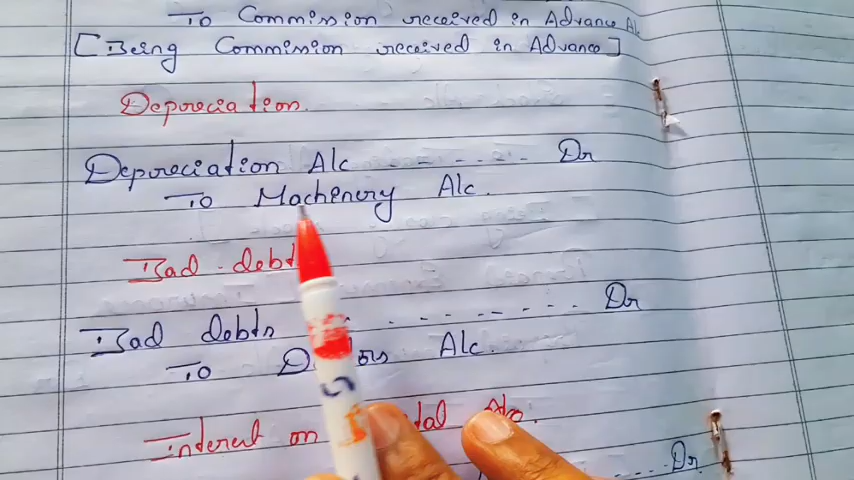 To Commission received in Advance A/c
[Being Commission received in Advance]
Depreciation.
Depreciation A/c ........... Dr
To Machinery A/c.
Bad-debt
Bad debts ........... Dr
To A/c.
Interest on A/c.
..... Dr.